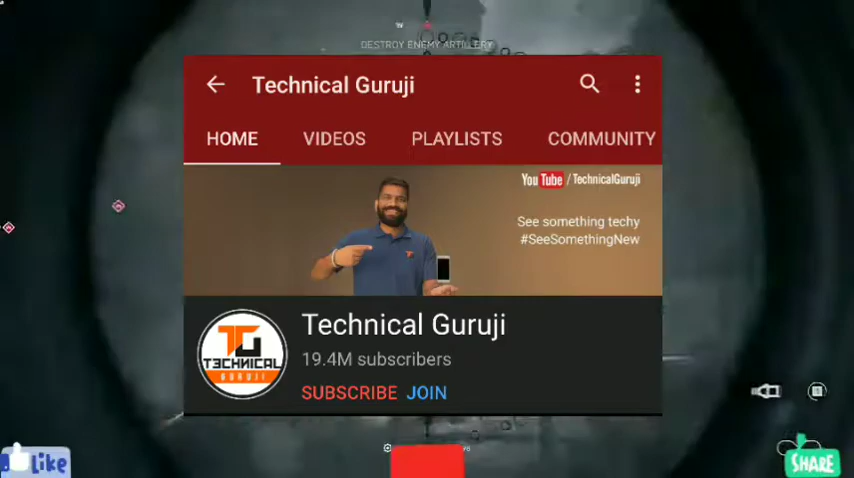 DESTROY ENEMY ARTILLERY
Technical Guruji
HOME VIDEOS PLAYLISTS COMMUNITY
YouTube /TechnicalGuruji
See something techy
#SeeSomethingNew
Technical Guruji
TG
TECHNICAL
GURUJI
19.4M subscribers
SUBSCRIBE JOIN
Like
SHARE